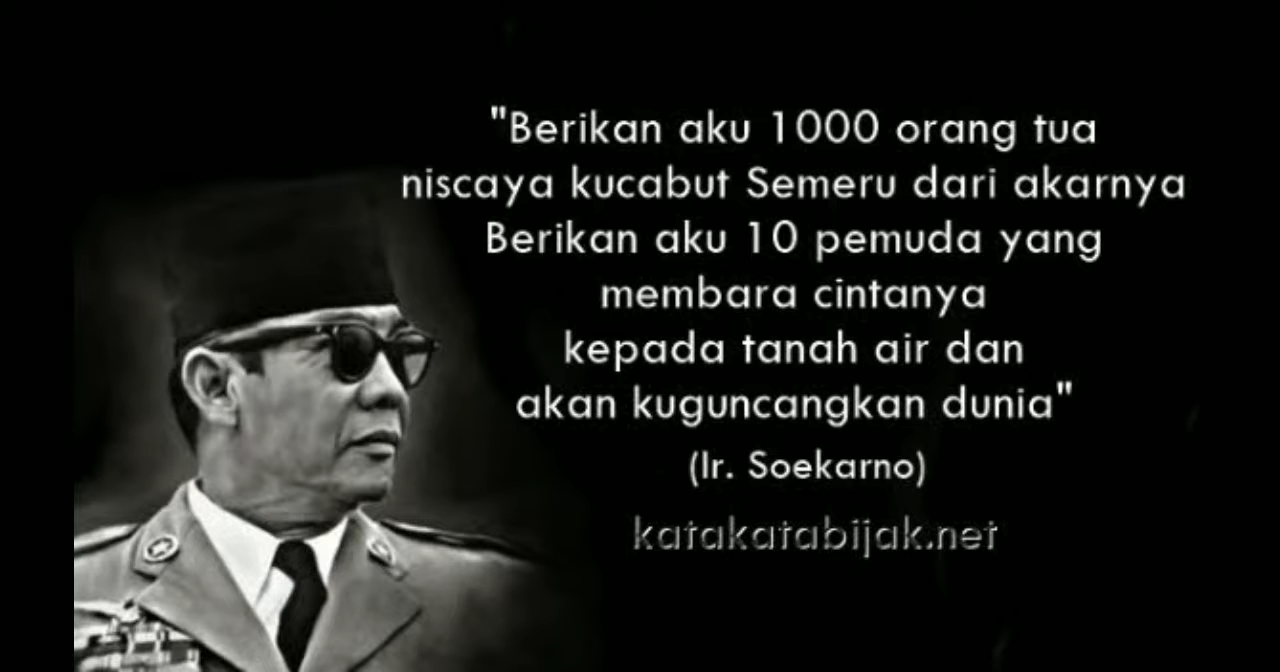 "Berikan aku 1000 orang tua
niscaya kucabut Semeru dari akarnya
Berikan aku 10 pemuda yang
membara cintanya
kepada tanah air dan
akan kuguncangkan dunia"
(Ir. Soekarno)
katakatabijak.net